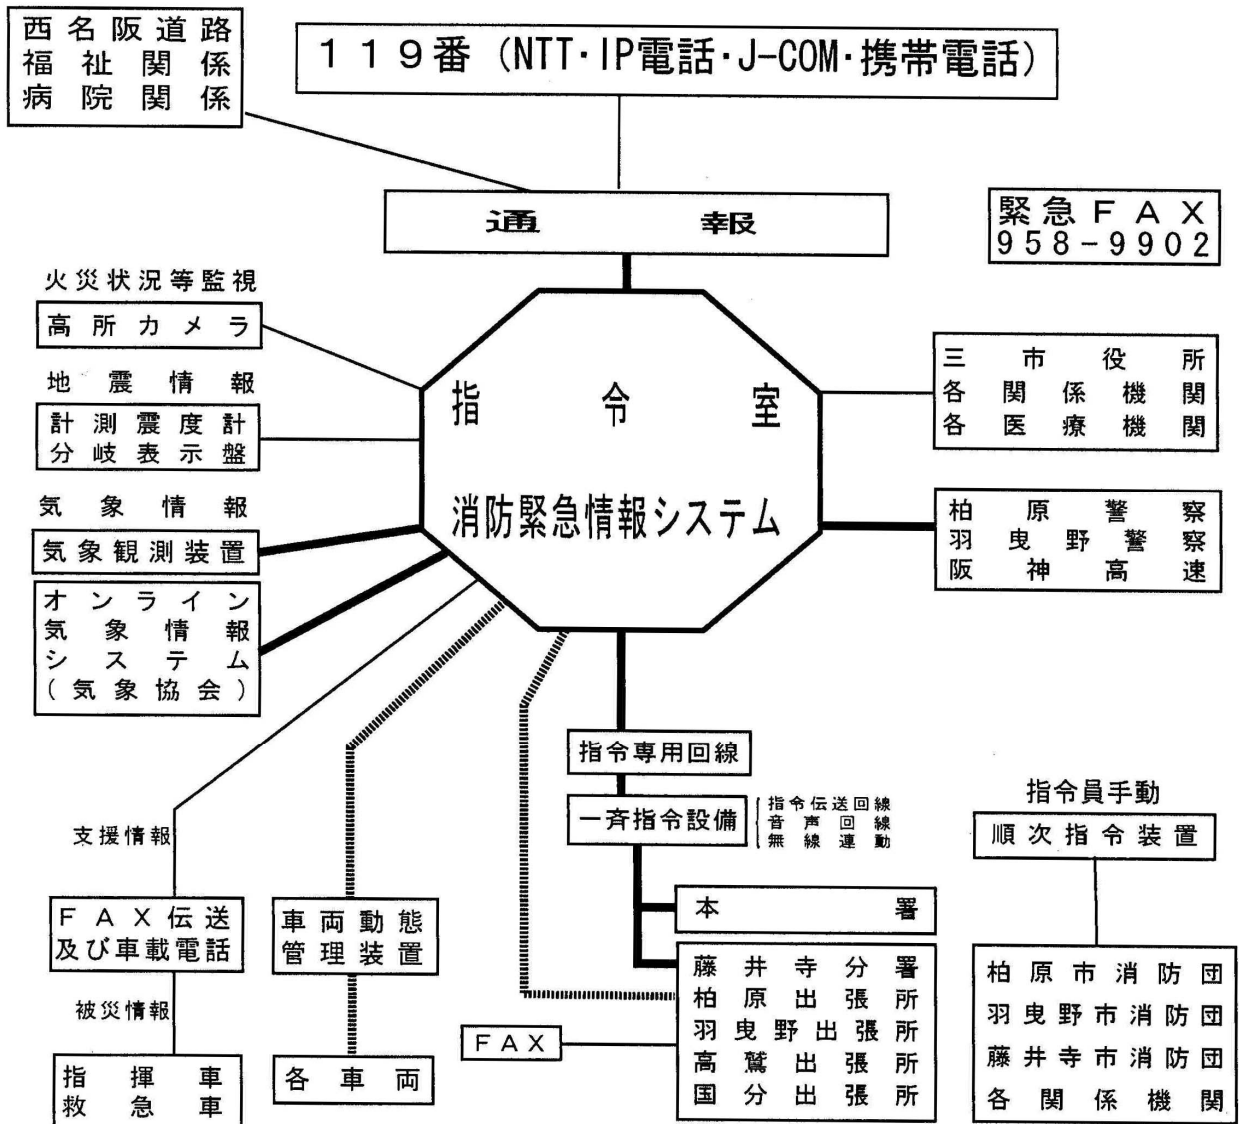 西名阪道路
福祉関係
病院関係
119番(NTT・IP電話・J-COM・携帯電話)
通報
緊急FAX
958-9902
火災状況等監視
高所カメラ
地震情報
計測震度計
分岐表示盤
気象情報
気象観測装置
オンライン
気象情報
システム
(気象協会)
指令室
消防緊急情報システム
三市役所
各関係機関
各医療機関
柏原警察
羽曳野警察
阪神高速
指令専用回線
一斉指令設備
指令伝送回線
音声回線
無線連動
指令員手動
順次指令装置
支援情報
FAX伝送
及び車載電話
被災情報
指揮車
救急車
車両動態
管理装置
各車両
本署
藤井寺分署
柏原出張所
羽曳野出張所
高鷲出張所
国分出張所
FAX
柏原市消防団
羽曳野市消防団
藤井寺市消防団
各関係機関